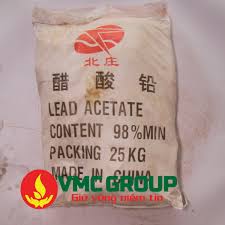 北庄
醋酸铅
LEAD ACETATE
CONTENT 98%MIN
PACKING 25KG
MADE IN CHINA
VMC GROUP
Giữ vững niềm tin